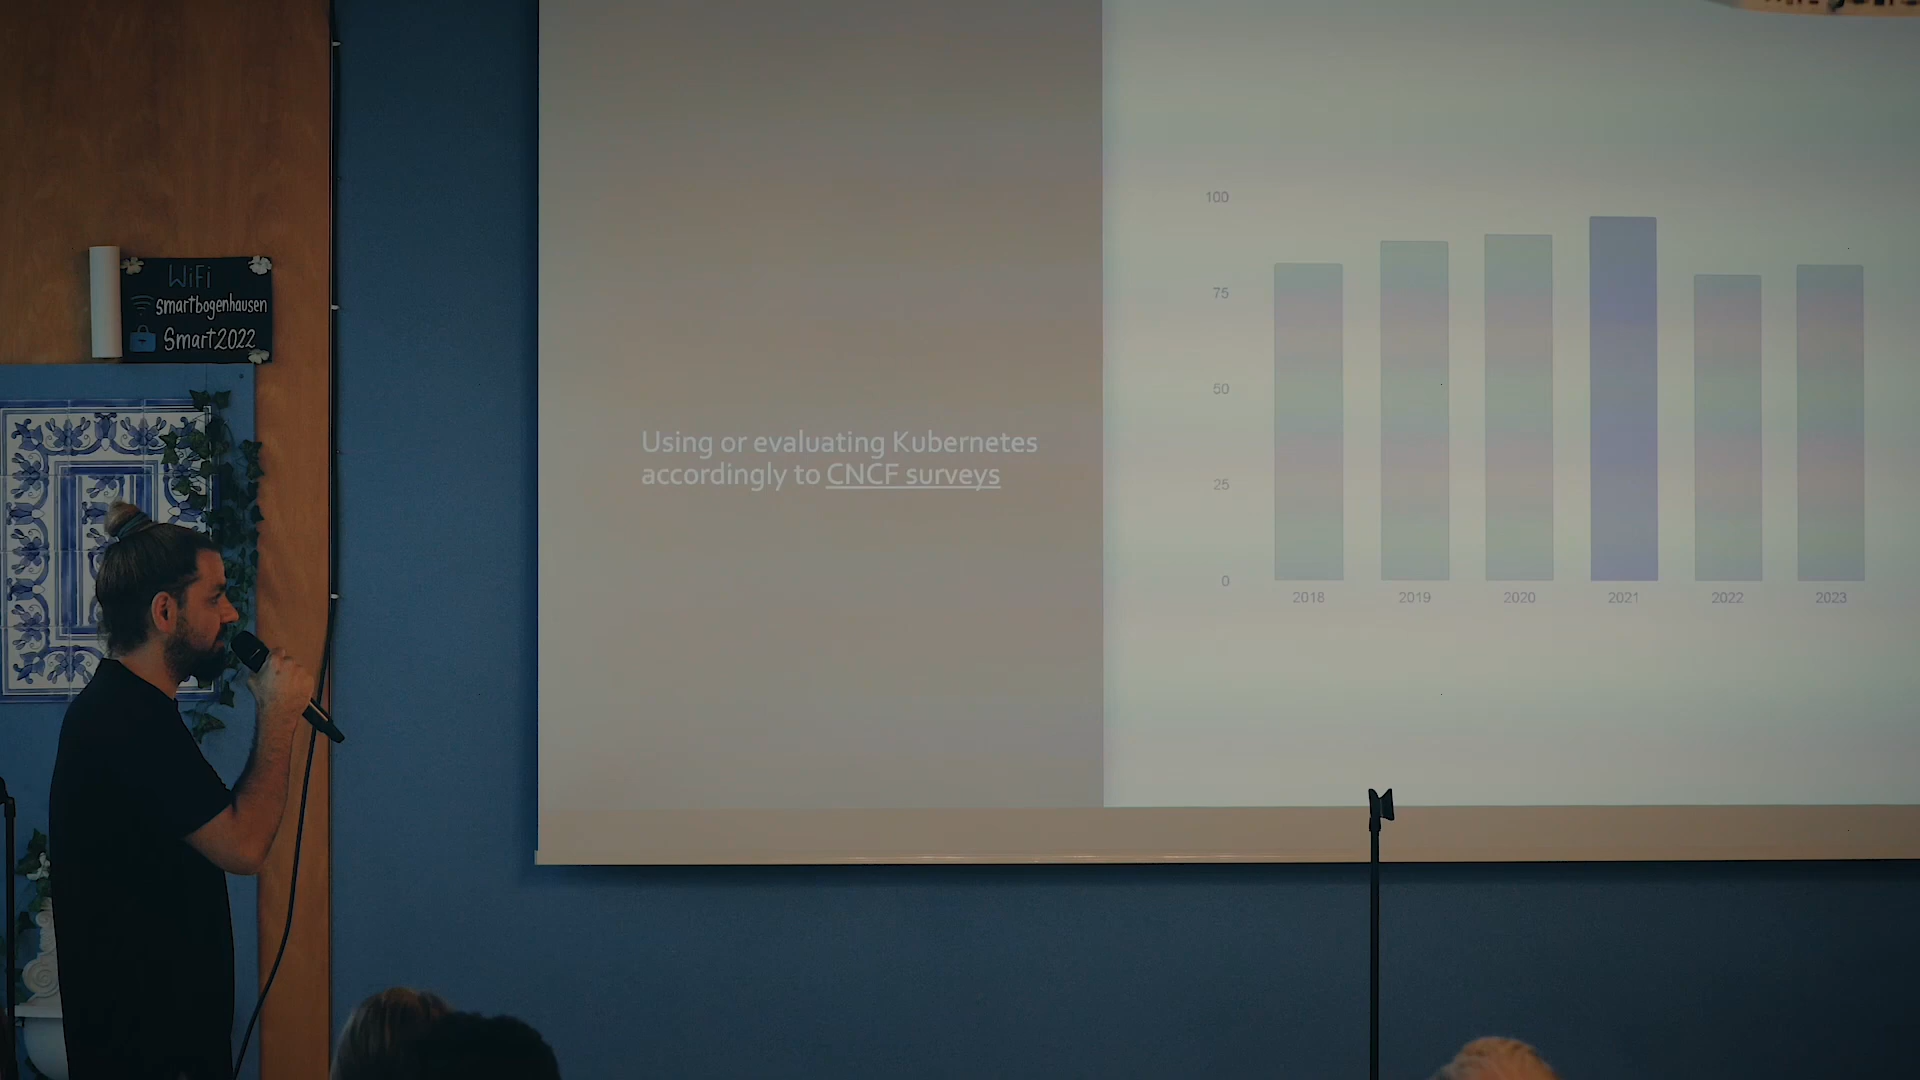 WiFi
smartbogenhausen
Smart2022
Using or evaluating Kubernetes
accordingly to CNCF surveys
100
75
50
25
0
2018
2019
2020
2021
2022
2023